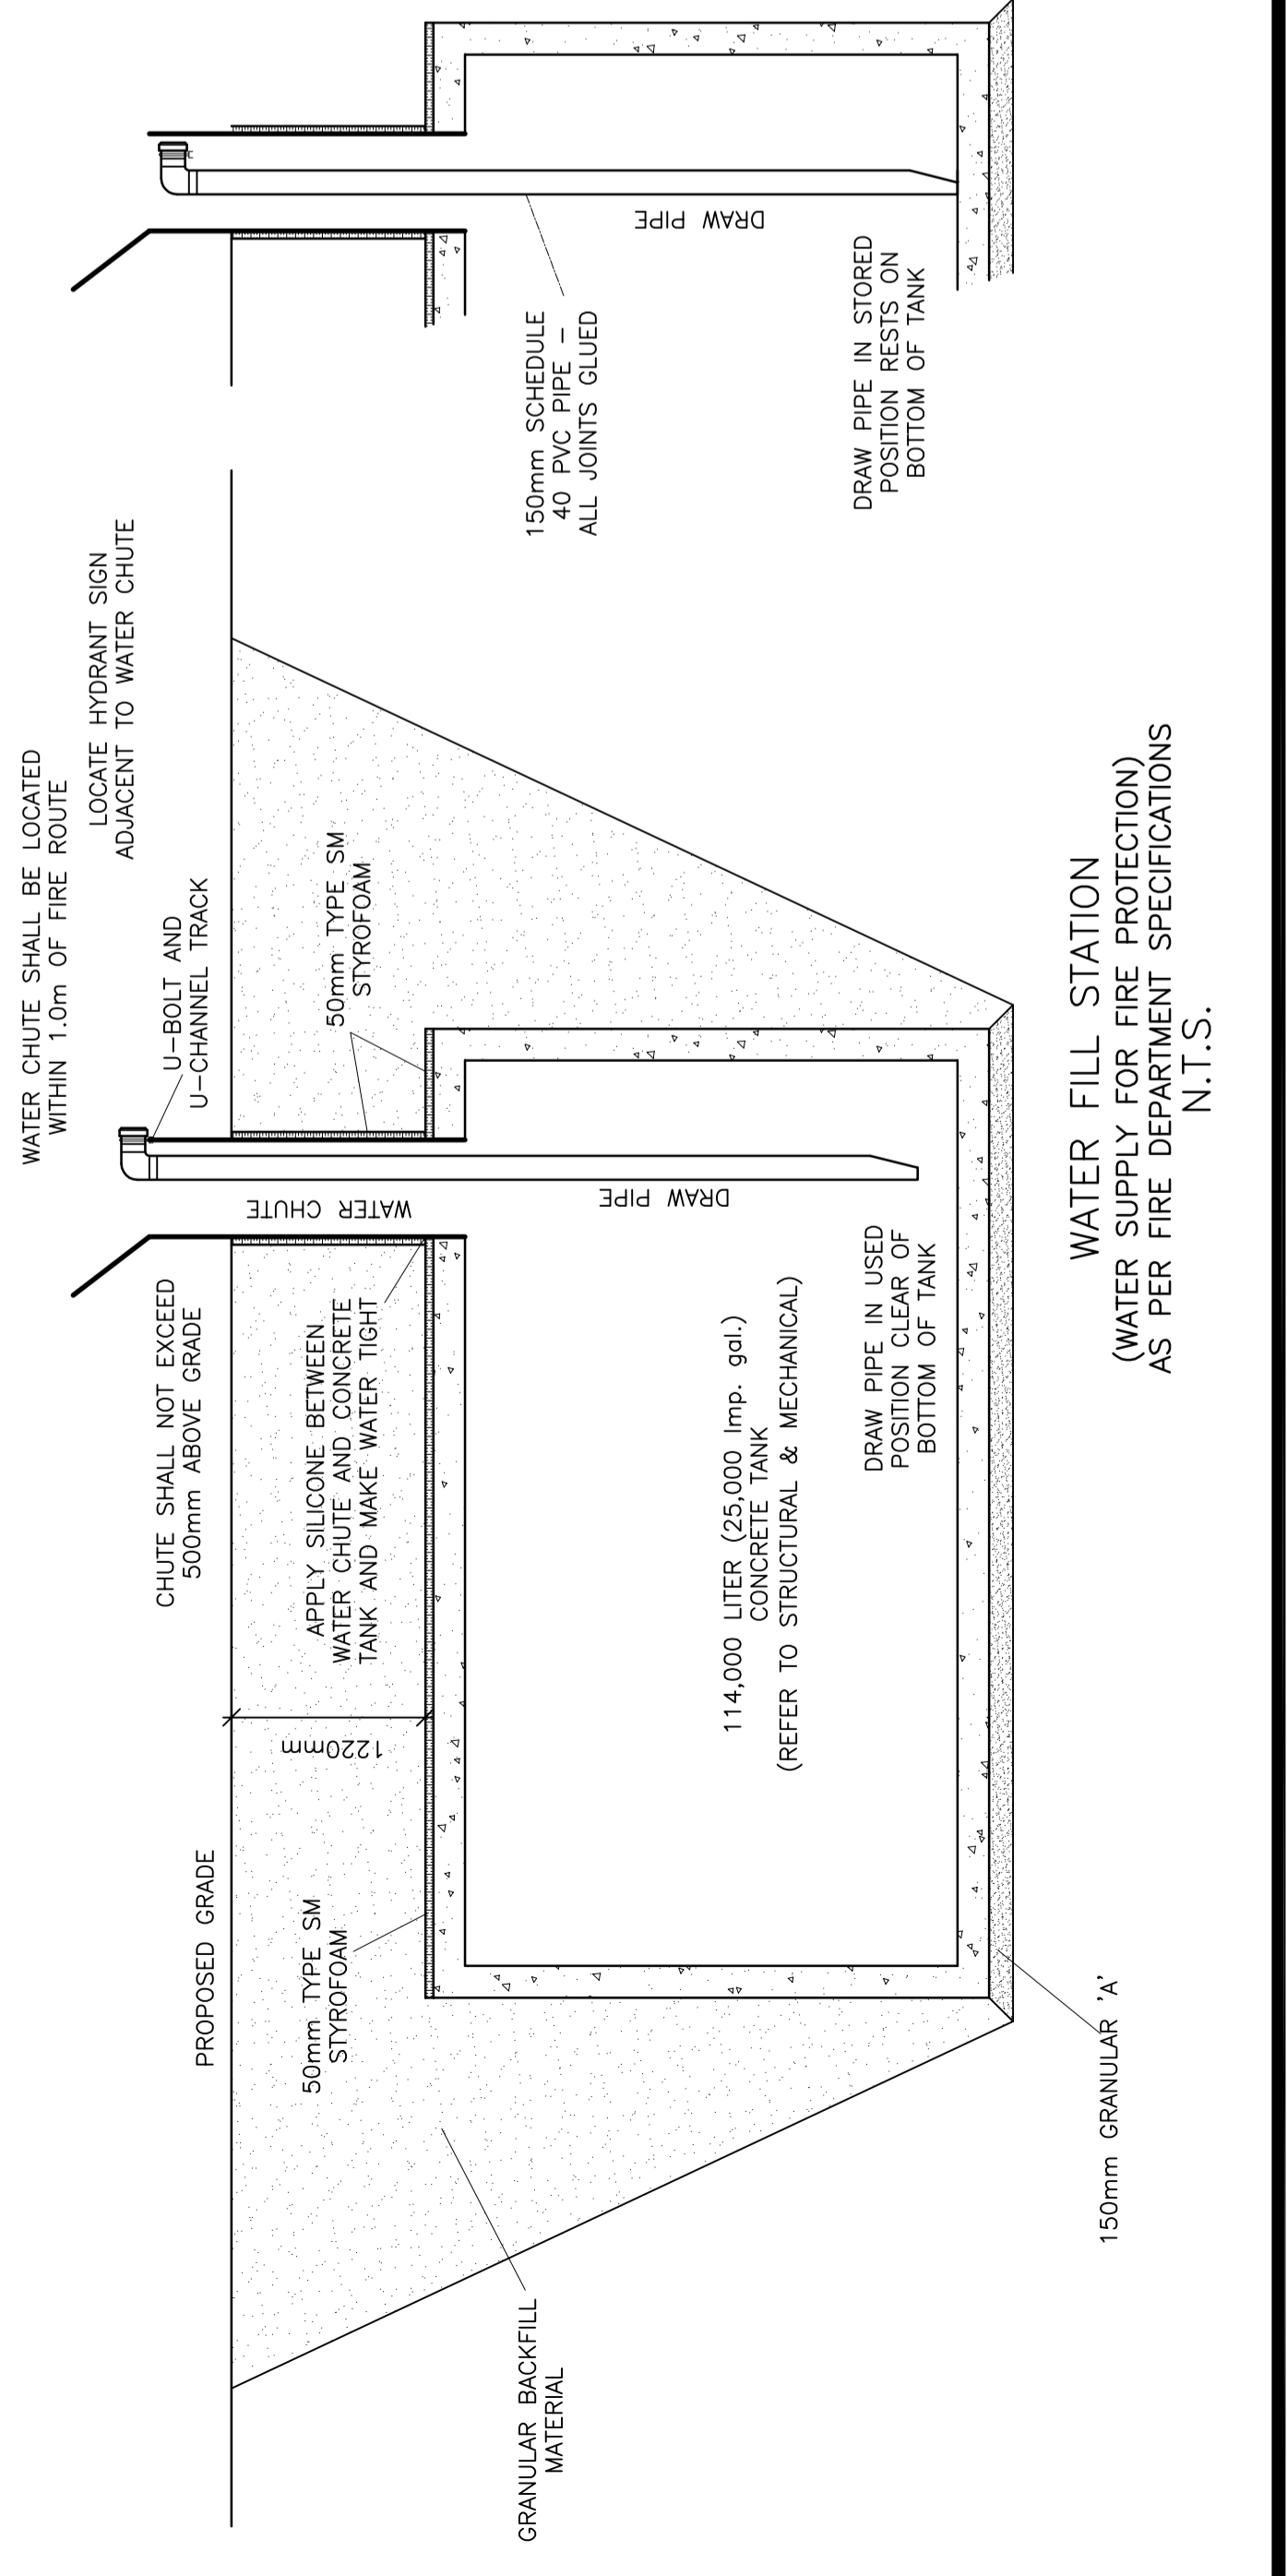 WATER CHUTE SHALL BE LOCATED
WITHIN 1.0m OF FIRE ROUTE
LOCATE HYDRANT SIGN
ADJACENT TO WATER CHUTE
U-BOLT AND
U-CHANNEL TRACK
CHUTE SHALL NOT EXCEED
500mm ABOVE GRADE
PROPOSED GRADE
50mm TYPE SM
STYROFOAM
1220mm
APPLY SILICONE BETWEEN
WATER CHUTE AND CONCRETE
TANK AND MAKE WATER TIGHT
WATER CHUTE
50mm TYPE SM
STYROFOAM
GRANULAR BACKFILL
MATERIAL
DRAW PIPE
150mm SCHEDULE
40 PVC PIPE -
ALL JOINTS GLUED
DRAW PIPE
114,000 LITER (25,000 Imp. gal.)
CONCRETE TANK
(REFER TO STRUCTURAL & MECHANICAL)
DRAW PIPE IN USED
POSITION CLEAR OF
BOTTOM OF TANK
DRAW PIPE IN STORED
POSITION RESTS ON
BOTTOM OF TANK
150mm GRANULAR 'A'
WATER FILL STATION
(WATER SUPPLY FOR FIRE PROTECTION)
AS PER FIRE DEPARTMENT SPECIFICATIONS
N.T.S.